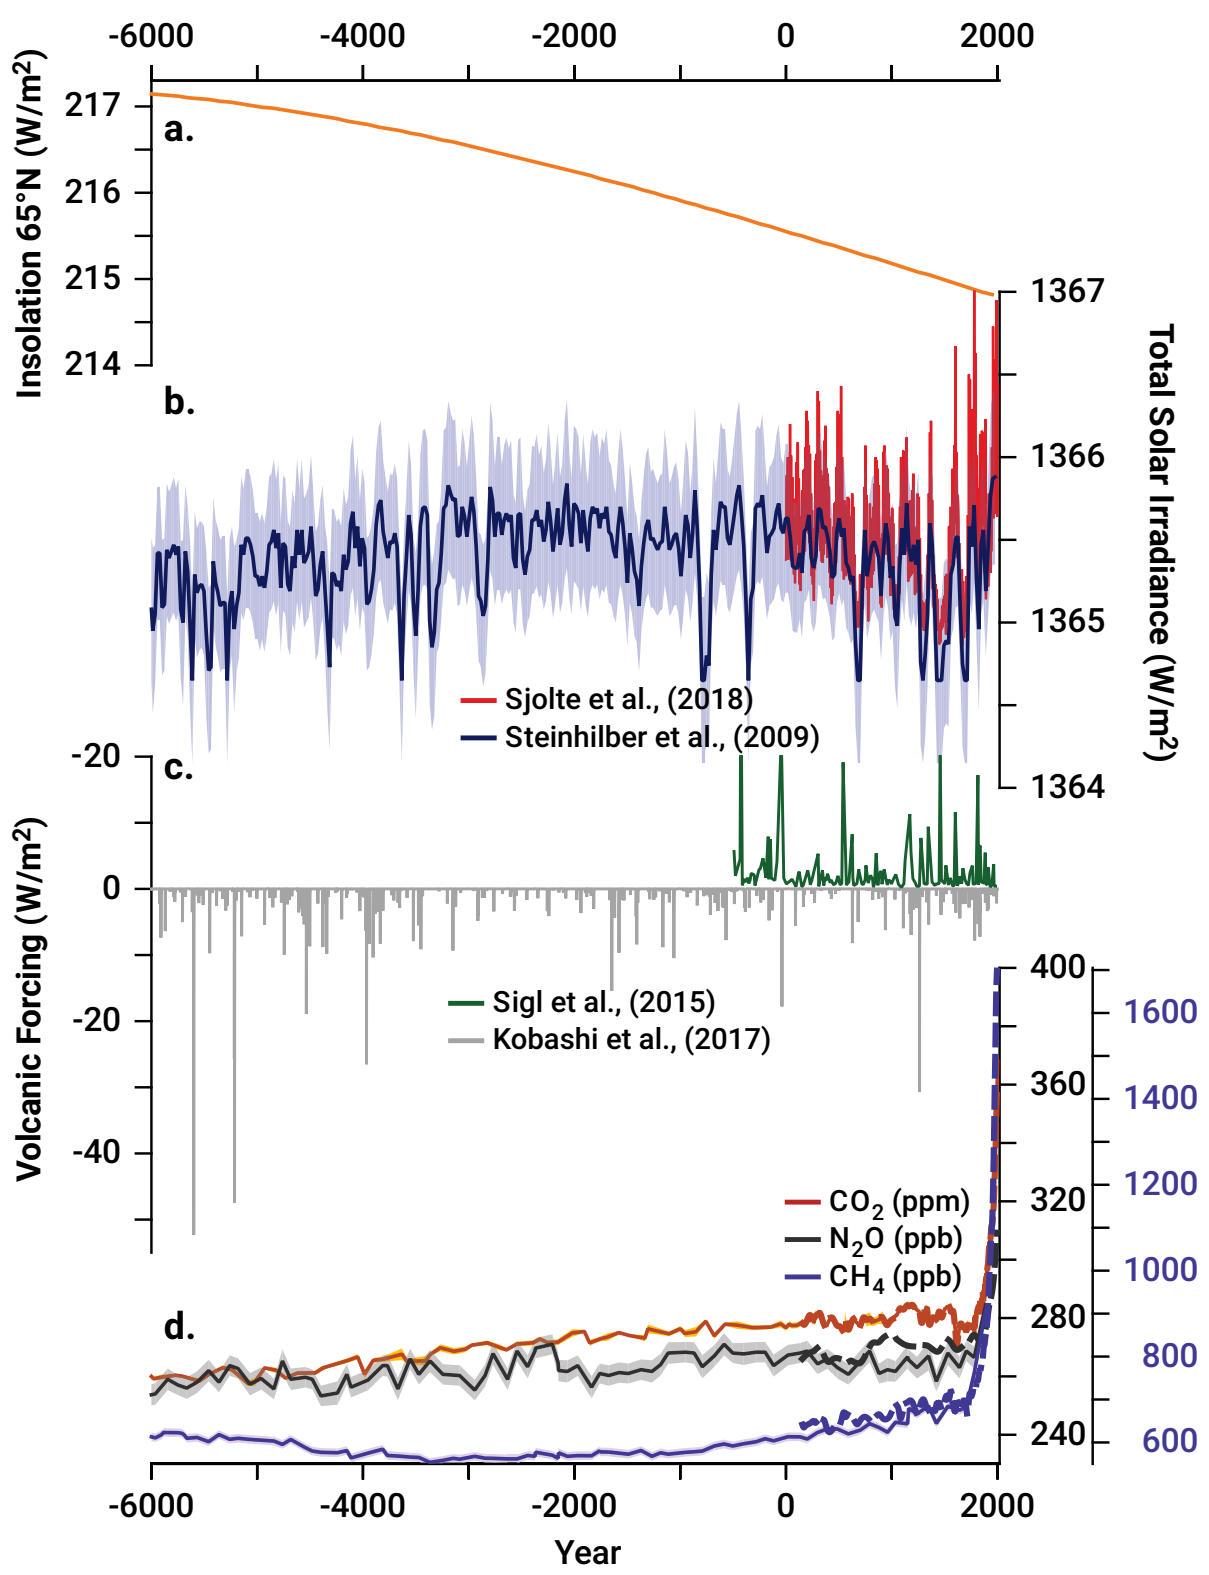 -6000 -4000 -2000 0 2000
Insolation 65°N (W/m²)
217
216
215
214
a.
b.
1367
1366
1365
1364
Total Solar Irradiance (W/m²)
Sjolte et al., (2018)
Steinhilber et al., (2009)
c.
Volcanic Forcing (W/m²)
-20
0
-20
-40
Sigl et al., (2015)
Kobashi et al., (2017)
d.
CO₂ (ppm)
N₂O (ppb)
CH₄ (ppb)
400
360
320
280
240
1600
1400
1200
1000
800
600
-6000 -4000 -2000 0 2000
Year